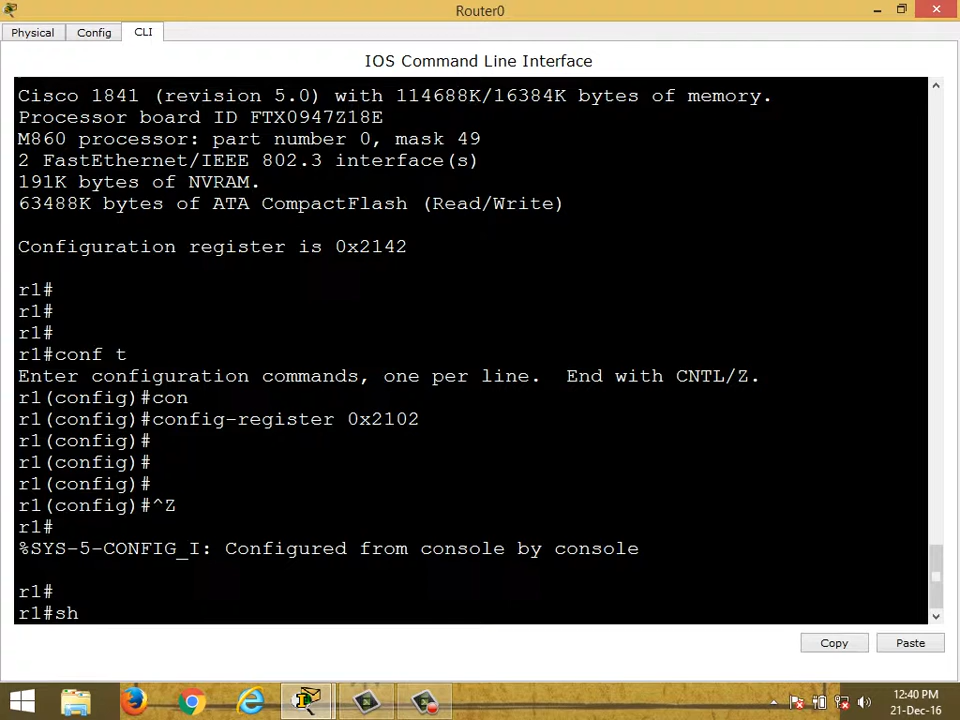 Router0
Physical Config CLI
IOS Command Line Interface
Cisco 1841 (revision 5.0) with 114688K/16384K bytes of memory.
Processor board ID FTX0947Z18E
M860 processor: part number 0, mask 49
2 FastEthernet/IEEE 802.3 interface(s)
191K bytes of NVRAM.
63488K bytes of ATA CompactFlash (Read/Write)
Configuration register is 0x2142
r1#
r1#
r1#
r1#conf t
Enter configuration commands, one per line.  End with CNTL/Z.
r1(config)#con
r1(config)#config-register 0x2102
r1(config)#
r1(config)#
r1(config)#
r1(config)#^Z
r1#
%SYS-5-CONFIG_I: Configured from console by console
r1#
r1#sh
Copy Paste
12:40 PM
21-Dec-16